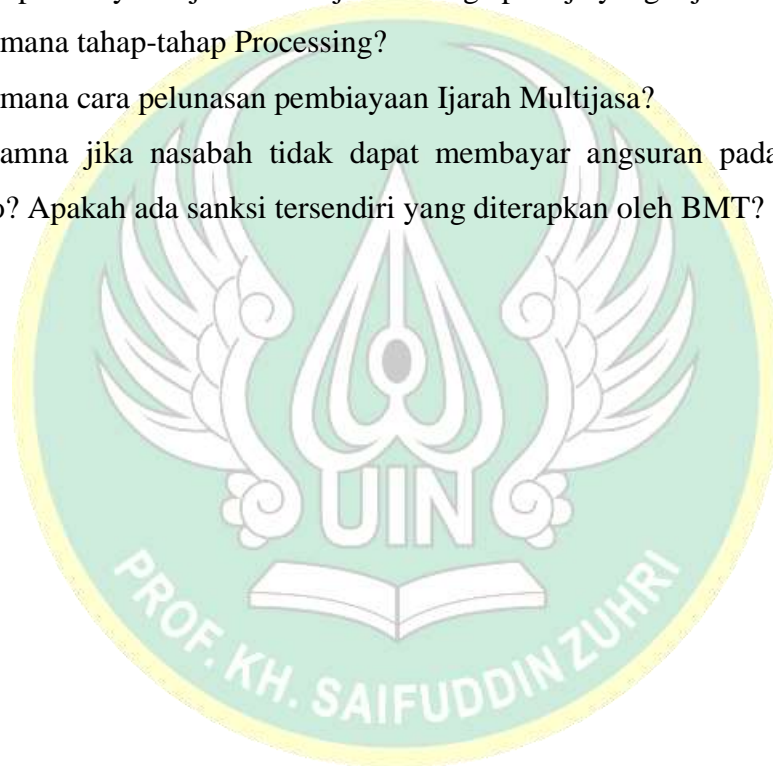 mana tahap-tahap Processing?
mana cara pelunasan pembiayaan Ijarah Multijasa?
amna jika nasabah tidak dapat membayar angsuran pada
o? Apakah ada sanksi tersendiri yang diterapkan oleh BMT?
UIN
PROF. KH. SAIFUDDIN ZUHRI